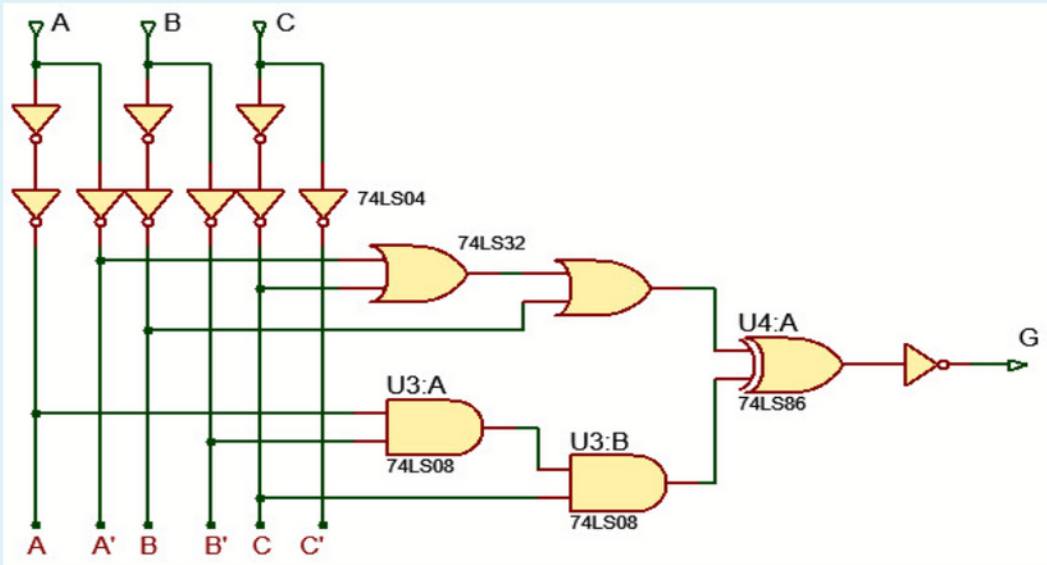 A B C
74LS04
74LS32
U4:A
G
74LS86
U3:A
74LS08
U3:B
74LS08
A A' B B' C C'